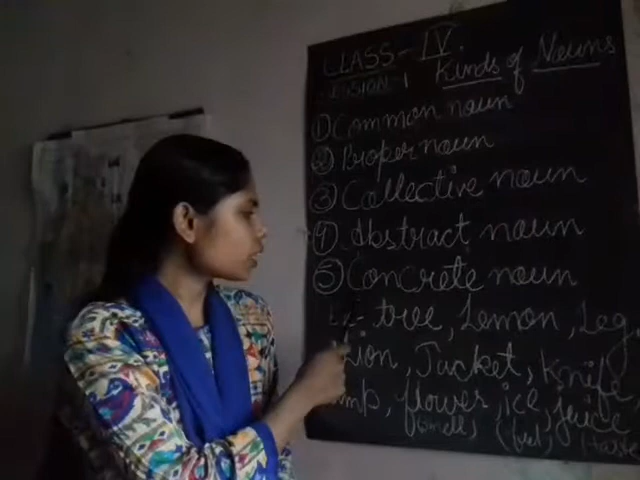 CLASS-IV.
Kinds of Nouns
① Common noun
② Proper noun
③ Collective noun
④ Abstract noun
⑤ Concrete noun
tree, Lemon, Leg,
Lion, Jacket, Knife,
flower, ice, juice
(Smell) (feel)